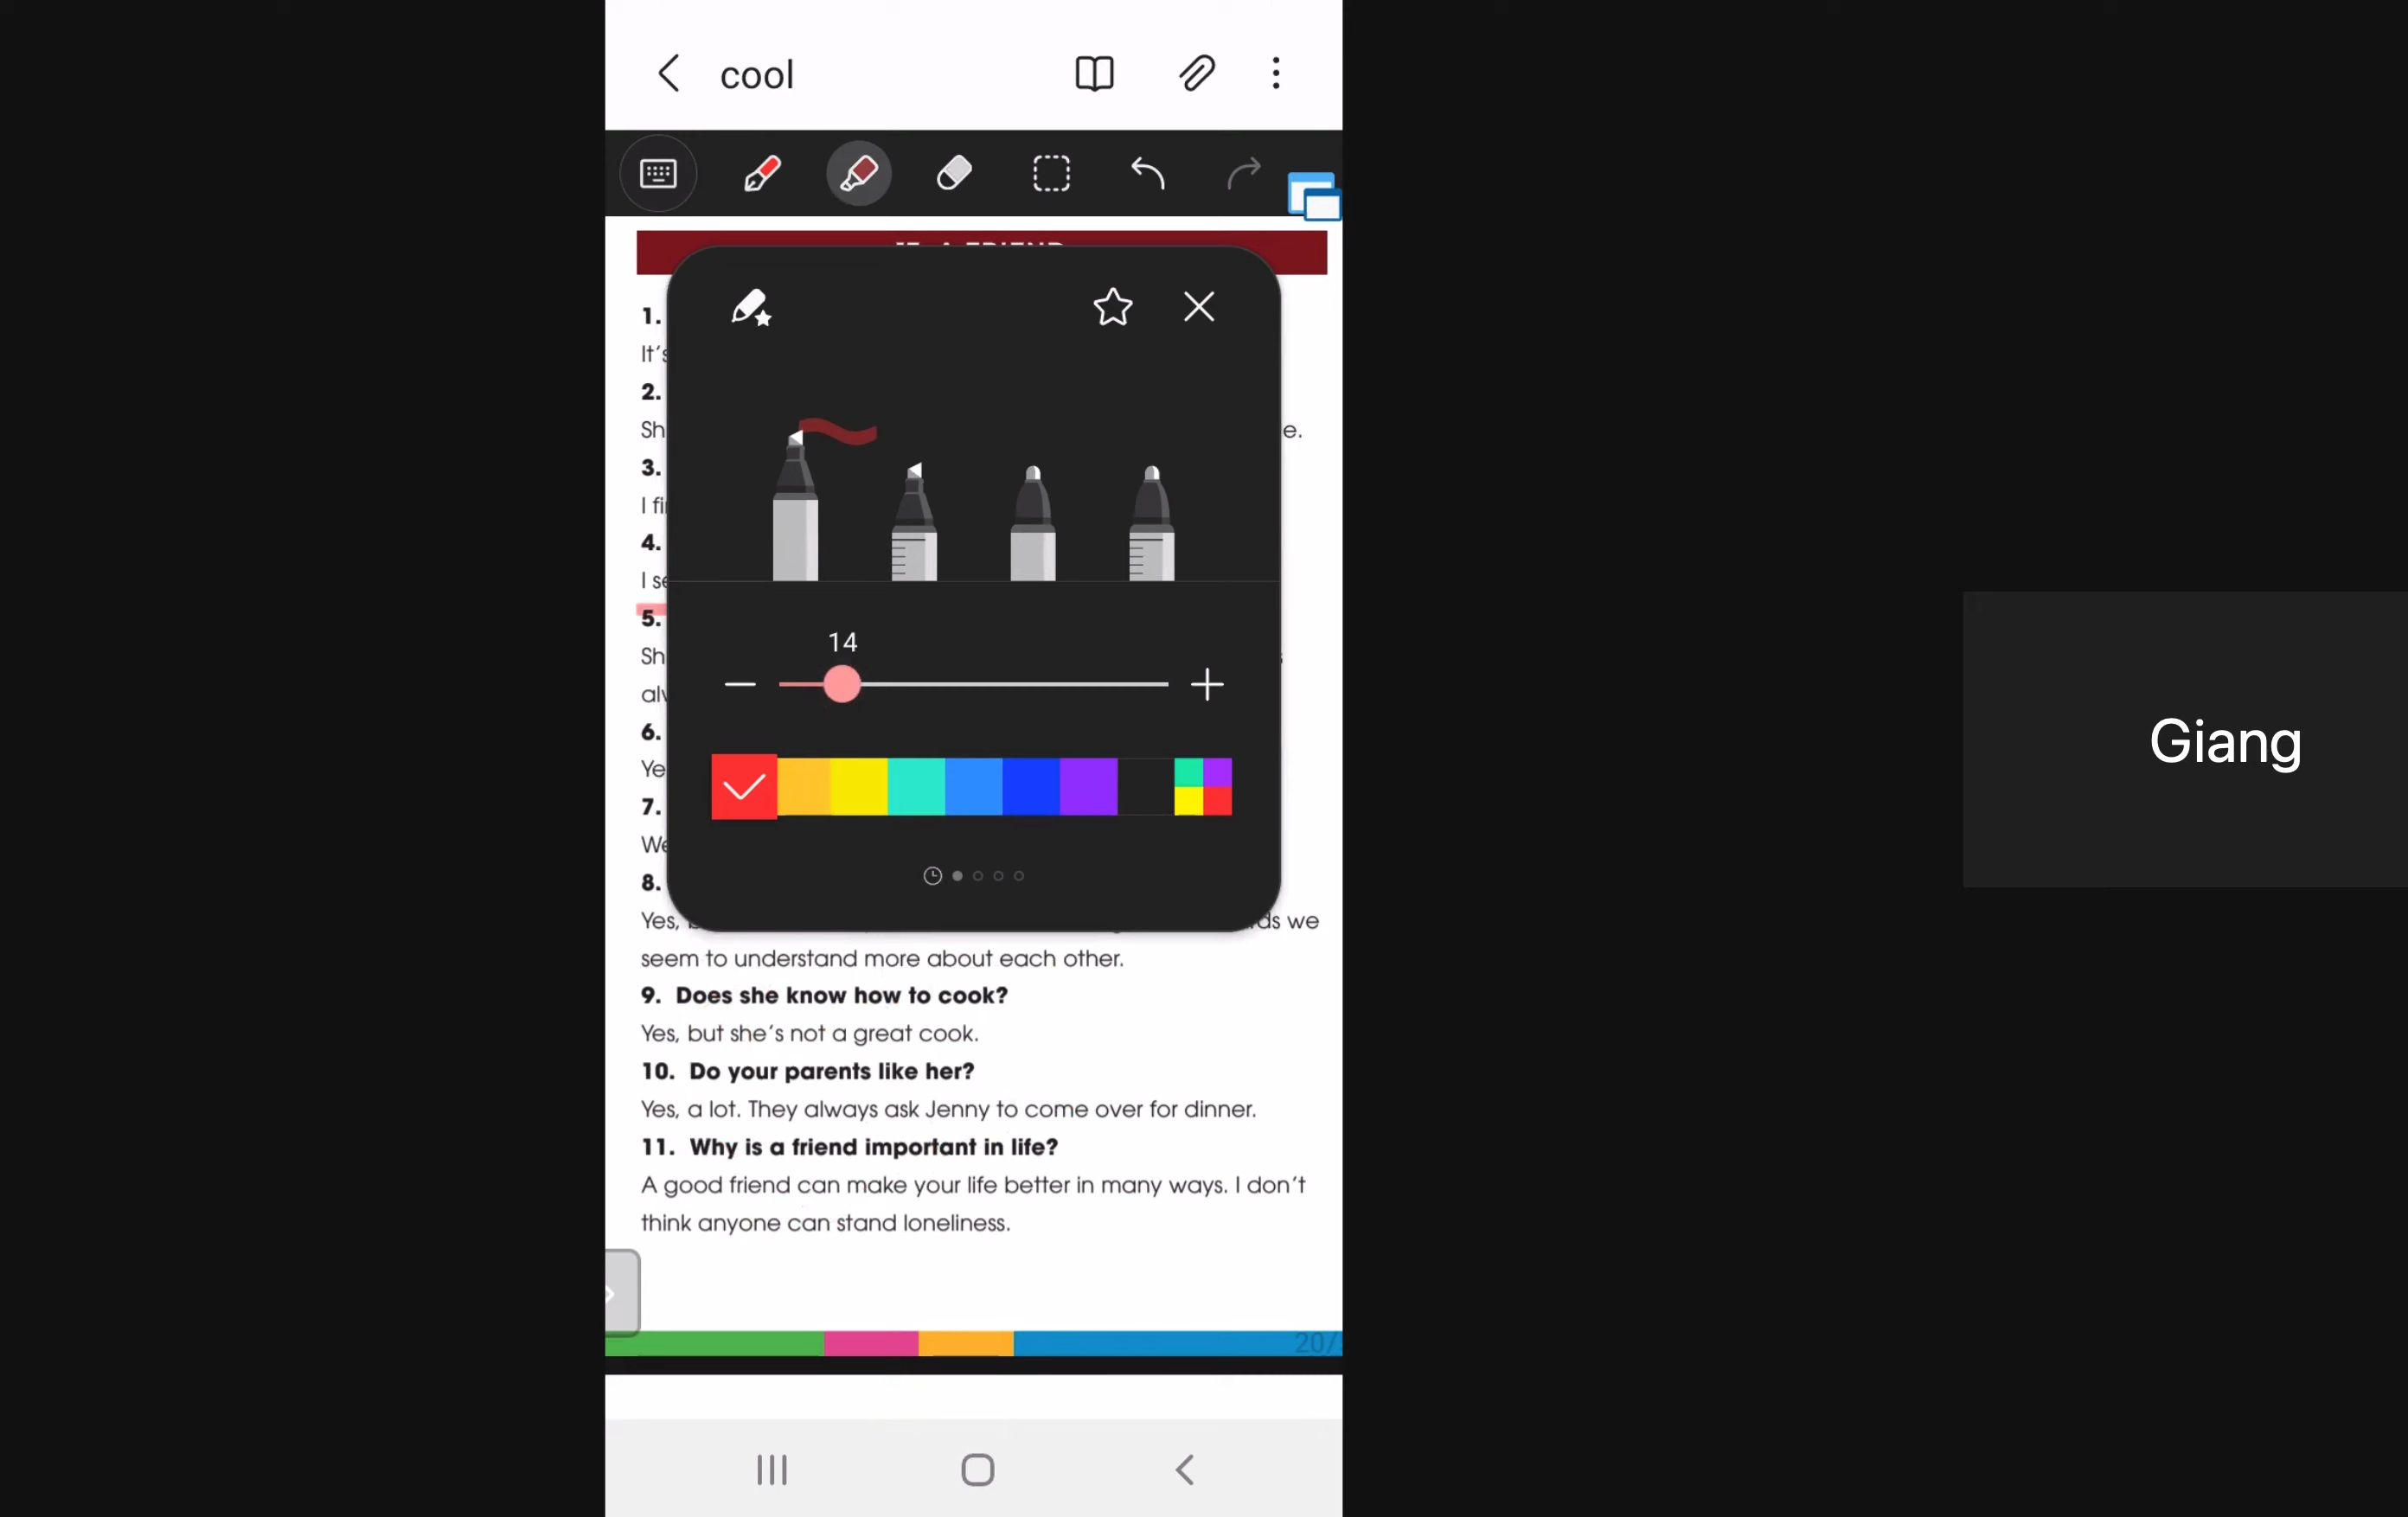 cool
A FRIEND
1.
It's
2.
Sh
e.
3.
I fi
4.
I se
5.
Sh
6.
Ye
7.
We
8.
Yes,
ds we
seem to understand more about each other.
9. Does she know how to cook?
Yes, but she's not a great cook.
10. Do your parents like her?
Yes, a lot. They always ask Jenny to come over for dinner.
11. Why is a friend important in life?
A good friend can make your life better in many ways. I don't
think anyone can stand loneliness.
20/
14
Giang